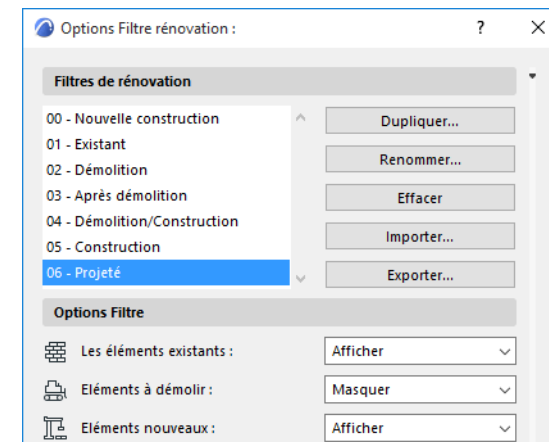 Options Filtre rénovation : ? X
Filtres de rénovation
00 - Nouvelle construction
01 - Existant
02 - Démolition
03 - Après démolition
04 - Démolition/Construction
05 - Construction
06 - Projeté
Dupliquer...
Renommer...
Effacer
Importer...
Exporter...
Options Filtre
Les éléments existants : Afficher
Eléments à démolir : Masquer
Eléments nouveaux : Afficher